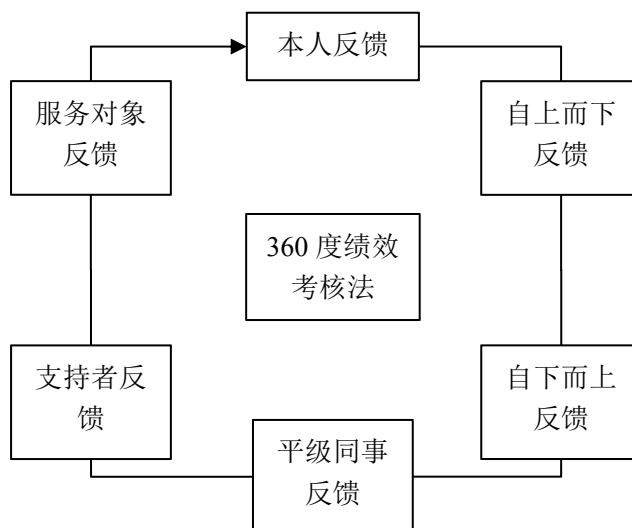 本人反馈
服务对象
反馈
自上而下
反馈
360 度绩效
考核法
支持者反
馈
自下而上
反馈
平级同事
反馈